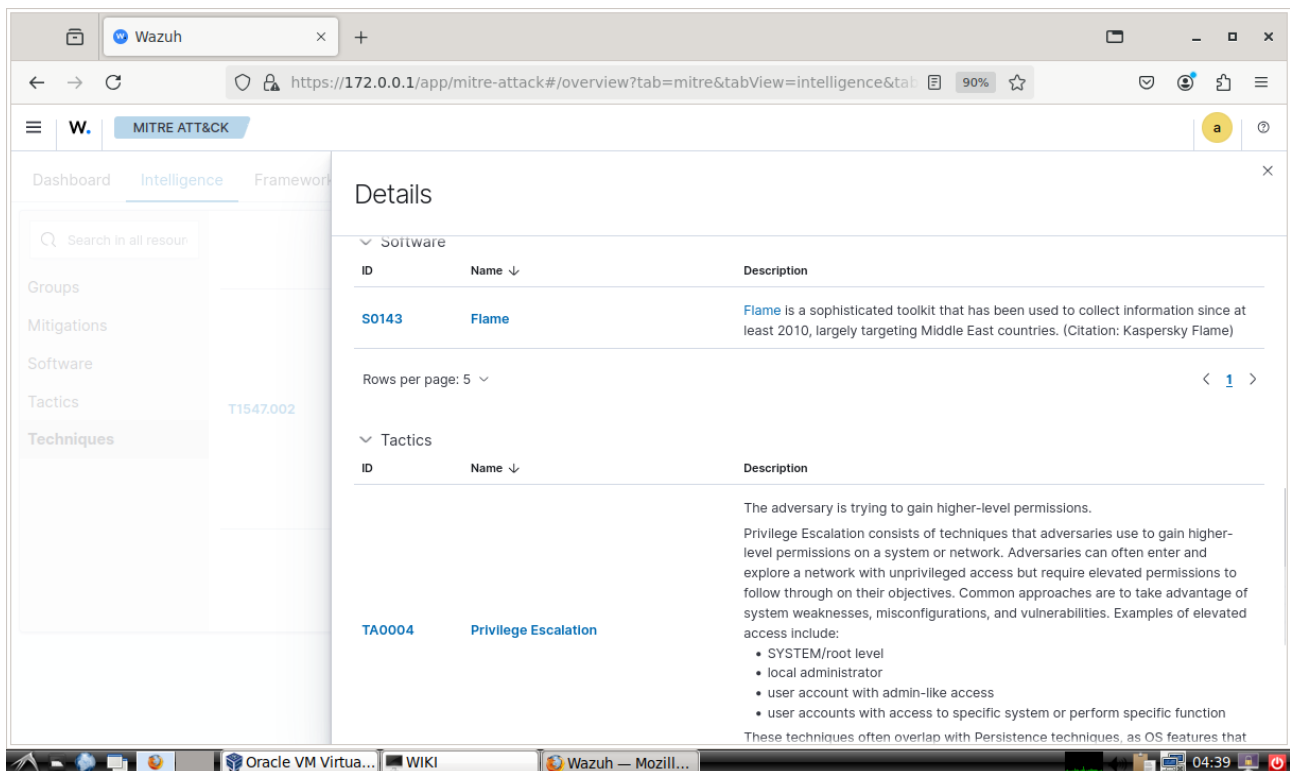 Wazuh
https://172.0.0.1/app/mitre-attack#/overview?tab=mitre&tabView=intelligence&tab
90%
W.
MITRE ATT&CK
a
Dashboard
Intelligence
Framework
Details
Search in all resour
Groups
Mitigations
Software
Tactics
Techniques
T1547.002
Software
ID Name Description
S0143 Flame Flame is a sophisticated toolkit that has been used to collect information since at
least 2010, largely targeting Middle East countries. (Citation: Kaspersky Flame)
Rows per page: 5
1
Tactics
ID Name Description
The adversary is trying to gain higher-level permissions.
Privilege Escalation consists of techniques that adversaries use to gain higher-
level permissions on a system or network. Adversaries can often enter and
explore a network with unprivileged access but require elevated permissions to
follow through on their objectives. Common approaches are to take advantage of
system weaknesses, misconfigurations, and vulnerabilities. Examples of elevated
TA0004 Privilege Escalation access include:
• SYSTEM/root level
• local administrator
• user account with admin-like access
• user accounts with access to specific system or perform specific function
These techniques often overlap with Persistence techniques, as OS features that
Oracle VM Virtua...
WIKI
Wazuh — Mozill...
04:39